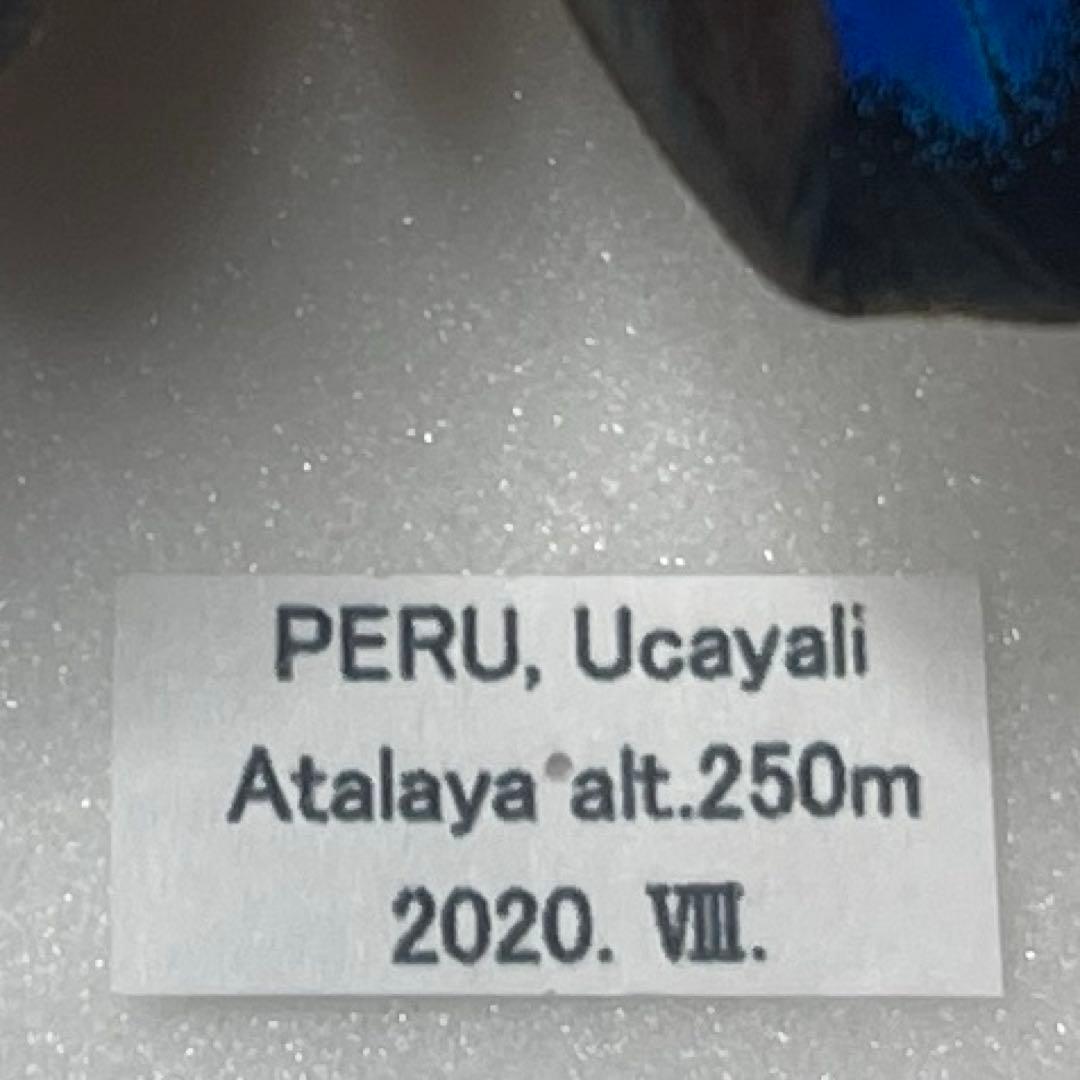 PERU, Ucayali
Atalaya alt.250m
2020. Ⅷ.